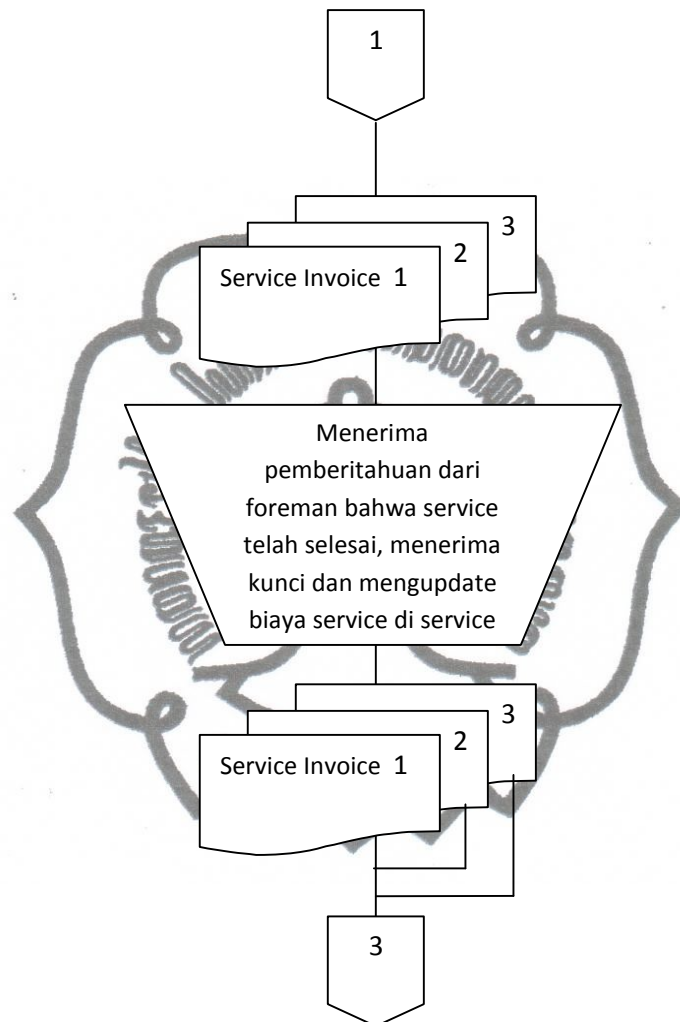 1
3
2
Service Invoice 1
Menerima
pemberitahuan dari
foreman bahwa service
telah selesai, menerima
kunci dan mengupdate
biaya service di service
3
2
Service Invoice 1
3